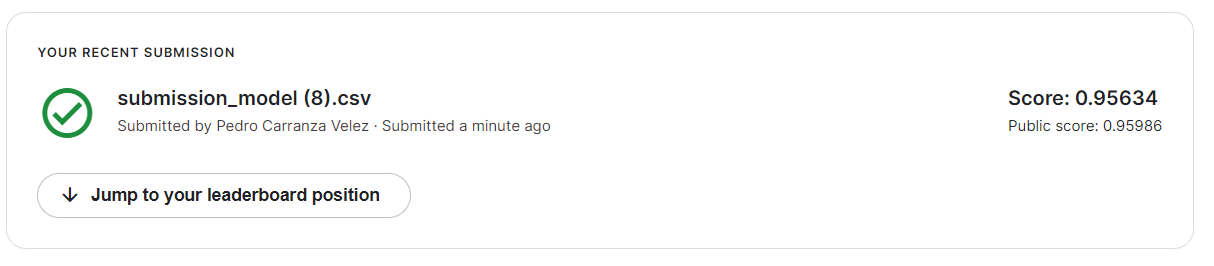 YOUR RECENT SUBMISSION
submission_model (8).csv
Submitted by Pedro Carranza Velez · Submitted a minute ago
Score: 0.95634
Public score: 0.95986
Jump to your leaderboard position